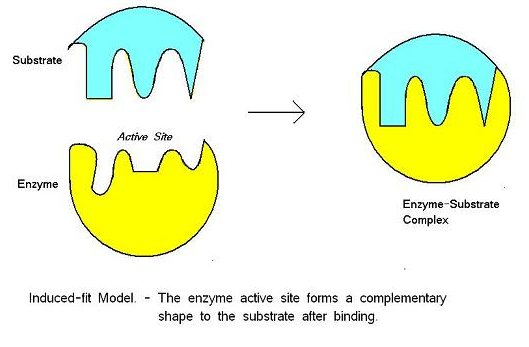 Substrate
Active Site
Enzyme
Enzyme-Substrate
Complex
Induced-fit Model. - The enzyme active site forms a complementary
shape to the substrate after binding.